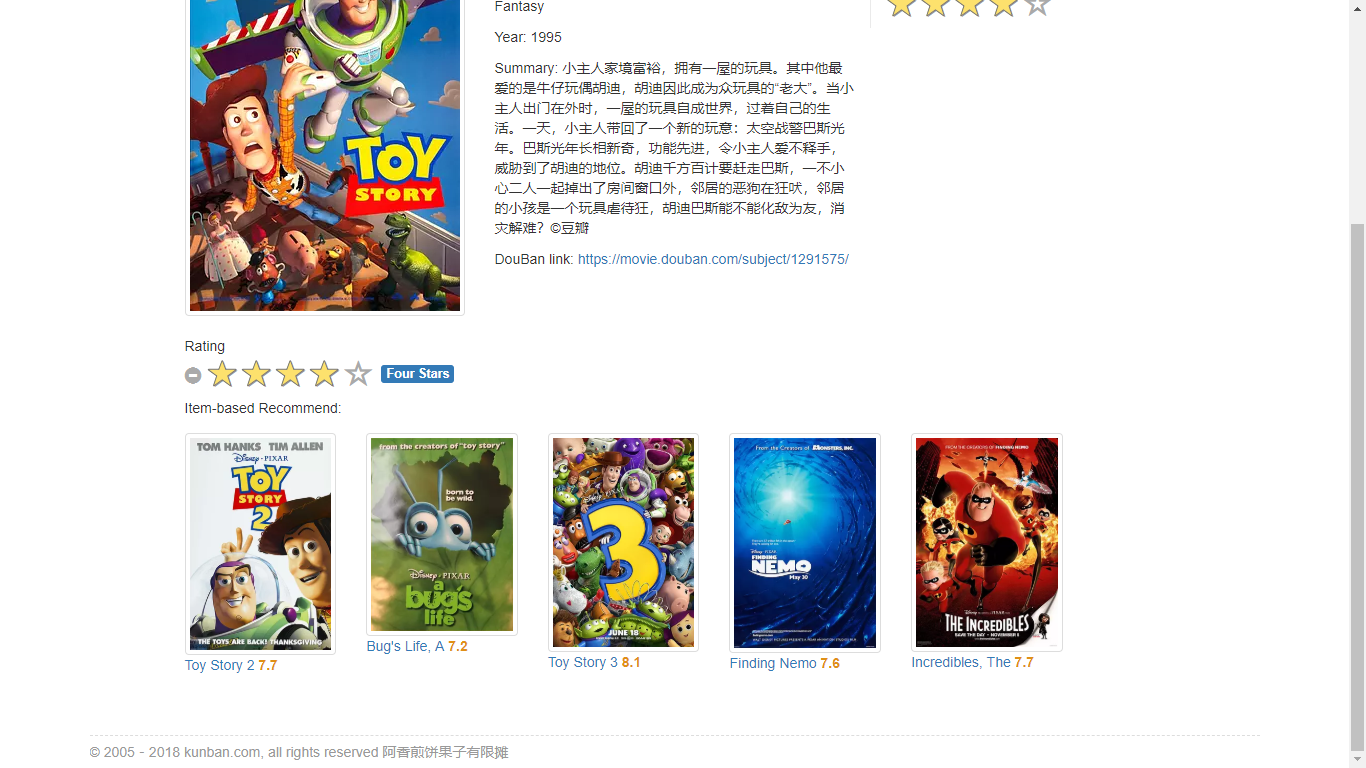 Fantasy
Year: 1995
Summary: 小主人家境富裕，拥有一屋的玩具。其中他最
爱的是牛仔玩偶胡迪，胡迪因此成为众玩具的“老大”。当小
主人出门在外时，一屋的玩具自成世界，过着自己的生
活。一天，小主人带回了一个新的玩意：太空战警巴斯光
年。巴斯光年长相新奇，功能先进，令小主人爱不释手，
威胁到了胡迪的地位。胡迪千方百计要赶走巴斯，一不小
心二人一起掉出了房间窗口外，邻居的恶狗在狂吠，邻居
的小孩是一个玩具虐待狂，胡迪巴斯能不能化敌为友，消
灾解难？©豆瓣
DouBan link: https://movie.douban.com/subject/1291575/
TOY
STORY
Rating
Four Stars
Item-based Recommend:
TOM HANKS TIM ALLEN
Disney · PIXAR
TOY
STORY
2
THE TOYS ARE BACK! THANKSGIVING
Toy Story 2 7.7
from the creators of "toy story"
born to
be wild.
Disney · PIXAR
a
bug's
life
Bug's Life, A 7.2
3
JUNE 18
Toy Story 3 8.1
From the Creators of MONSTERS, INC.
Disney · PIXAR
FINDING
NEMO
May 30
Finding Nemo 7.6
FROM THE CREATORS OF FINDING NEMO
THE INCREDIBLES
SAVE THE DAY - NOVEMBER 5
Incredibles, The 7.7
© 2005 - 2018 kunban.com, all rights reserved 阿香煎饼果子有限摊